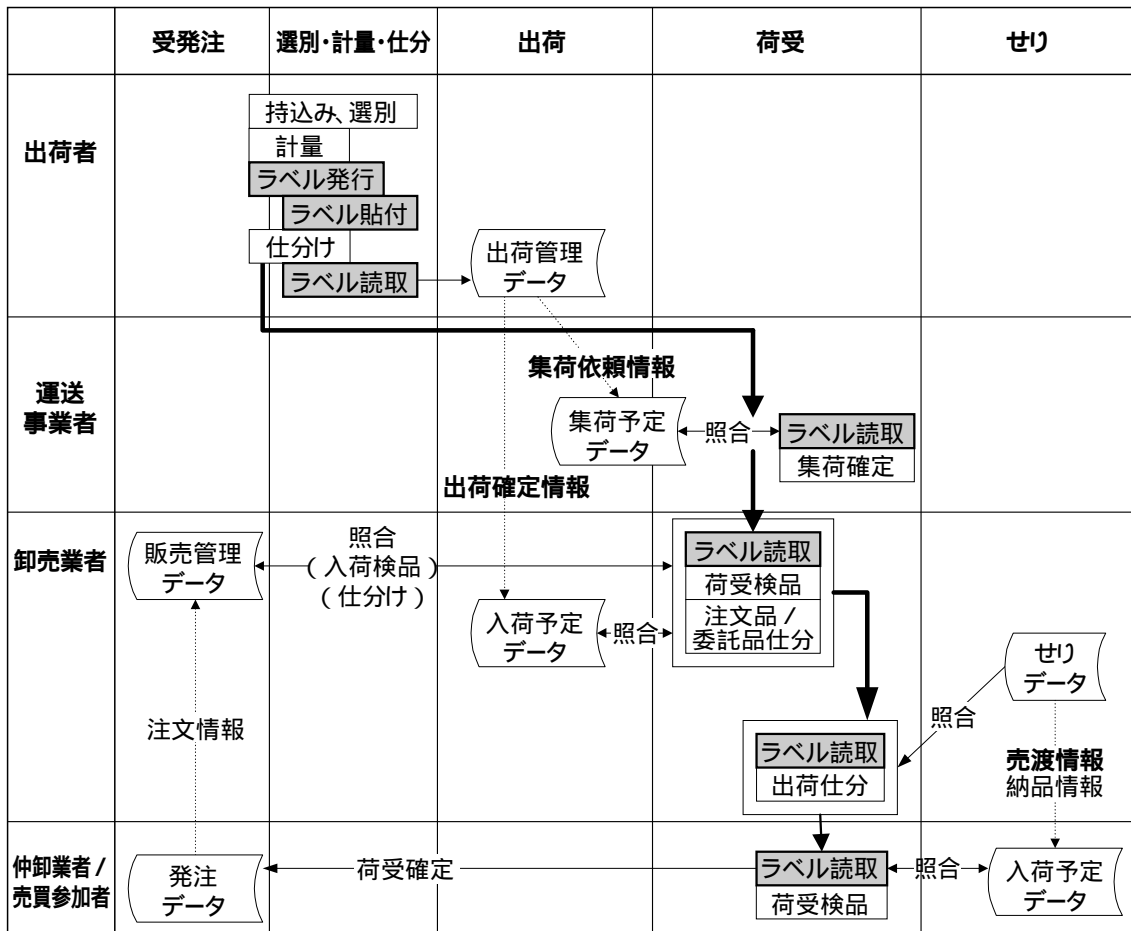 受発注
選別・計量・仕分
出荷
荷受
せり
出荷者
持込み、選別
計量
ラベル発行
ラベル貼付
仕分け
ラベル読取
出荷管理
データ
運送
事業者
集荷依頼情報
集荷予定
データ
照合
ラベル読取
集荷確定
出荷確定情報
卸売業者
販売管理
データ
照合
(入荷検品)
(仕分け)
ラベル読取
荷受検品
注文品/
委託品仕分
入荷予定
データ
照合
せり
データ
注文情報
照合
ラベル読取
出荷仕分
売渡情報
納品情報
仲卸業者/
売買参加者
発注
データ
荷受確定
ラベル読取
荷受検品
照合
入荷予定
データ